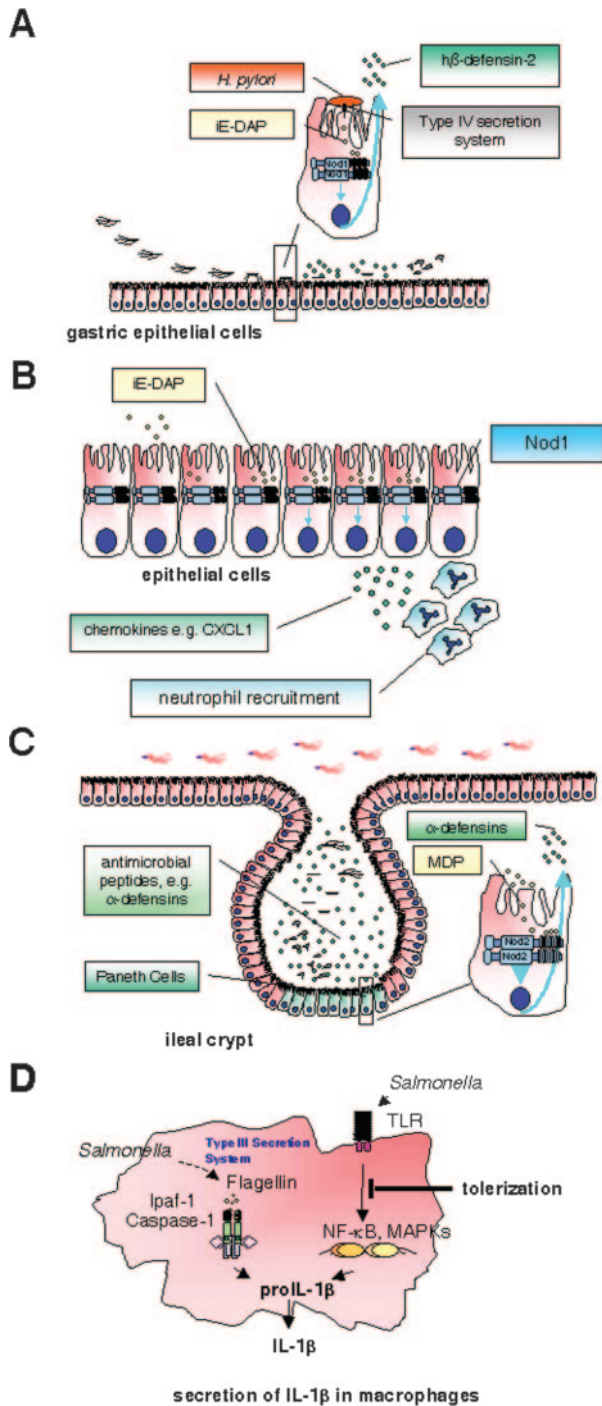 A
hβ-defensin-2
H. pylori
iE-DAP
Type IV secretion
system
Nod1
Nod1
gastric epithelial cells
B
iE-DAP
Nod1
epithelial cells
chemokines e.g. CXCL1
neutrophil recruitment
C
α-defensins
MDP
antimicrobial
peptides, e.g.
α-defensins
Nod2
Nod2
Paneth Cells
ileal crypt
D
Salmonella
TLR
Salmonella
Type III Secretion
System
Flagellin
tolerization
Ipaf-1
Caspase-1
NF-κB, MAPKs
proIL-1β
IL-1β
secretion of IL-1β in macrophages